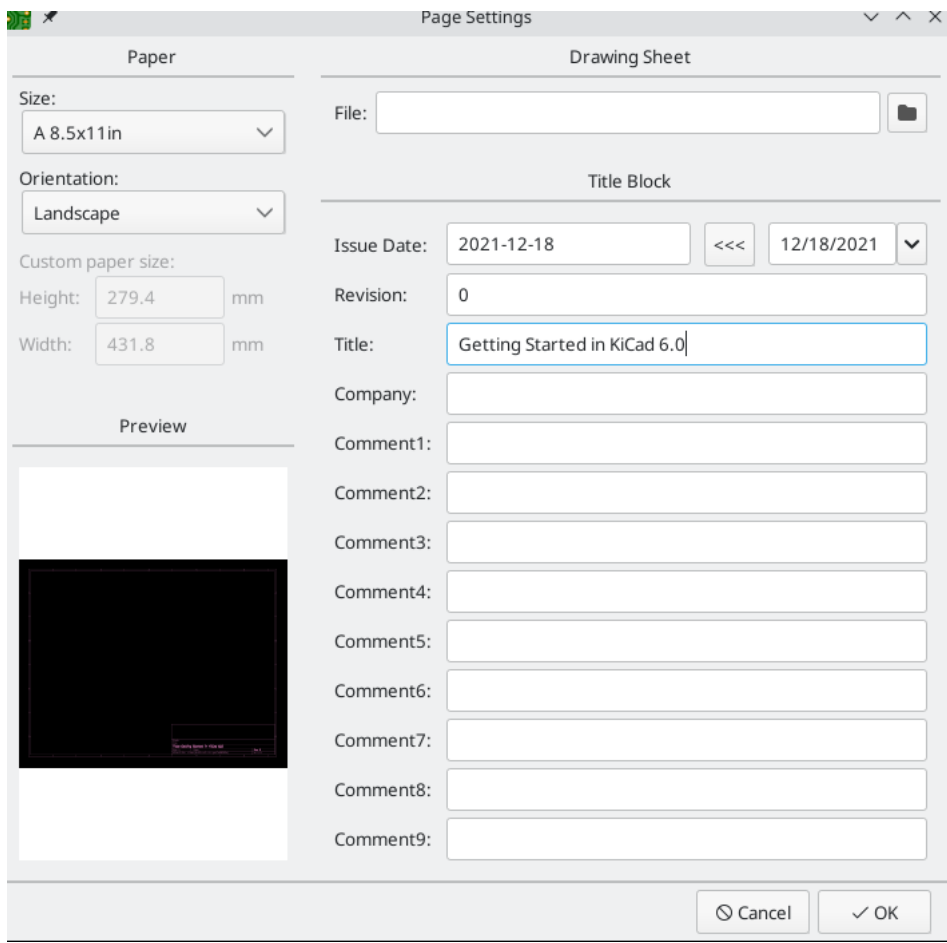 Page Settings
Paper
Size:
A 8.5x11in
Orientation:
Landscape
Custom paper size:
Height: 279.4 mm
Width: 431.8 mm
Preview
Drawing Sheet
File:
Title Block
Issue Date: 2021-12-18 <<< 12/18/2021
Revision: 0
Title: Getting Started in KiCad 6.0
Company:
Comment1:
Comment2:
Comment3:
Comment4:
Comment5:
Comment6:
Comment7:
Comment8:
Comment9:
Cancel
OK